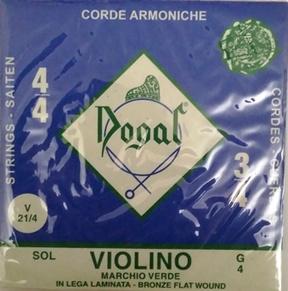 CORDE ARMONICHE
4/4
STRINGS - SAITEN
Dogal
3
4
V
21/4
SOL
VIOLINO
G
4
MARCHIO VERDE
IN LEGA LAMINATA - BRONZE FLAT WOUND